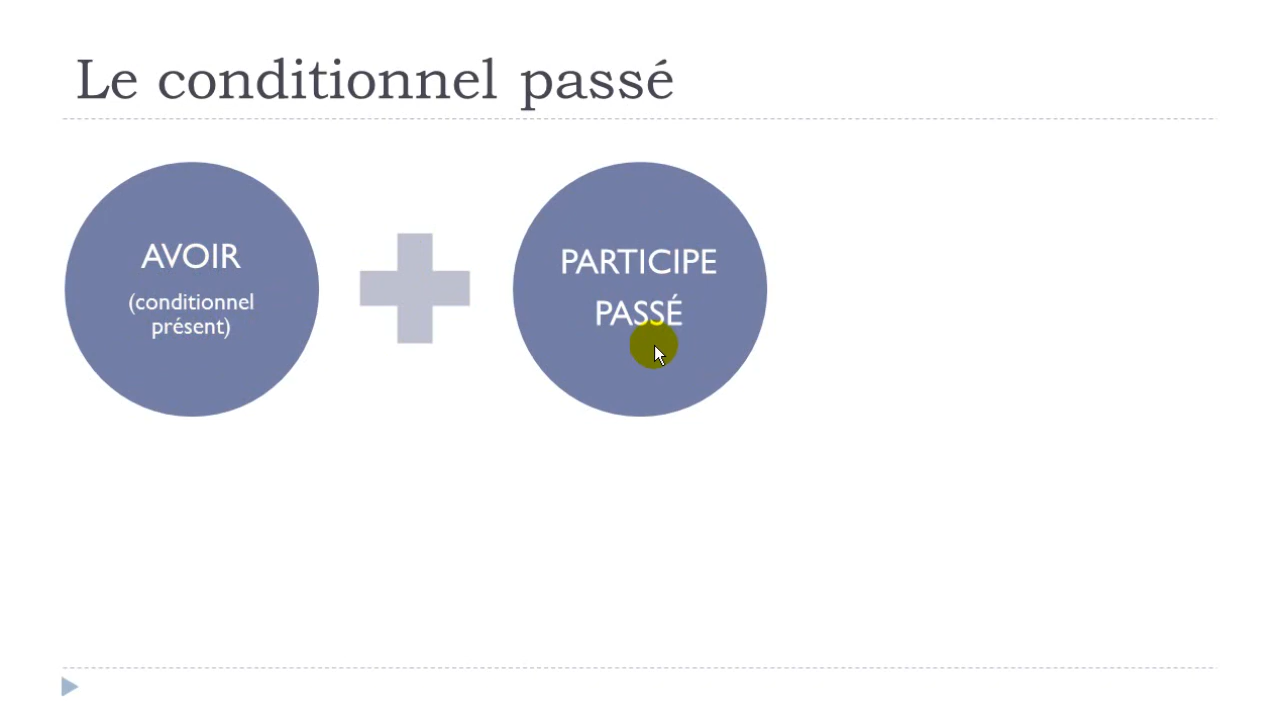 Le conditionnel passé
AVOIR
(conditionnel
présent)
PARTICIPE
PASSÉ